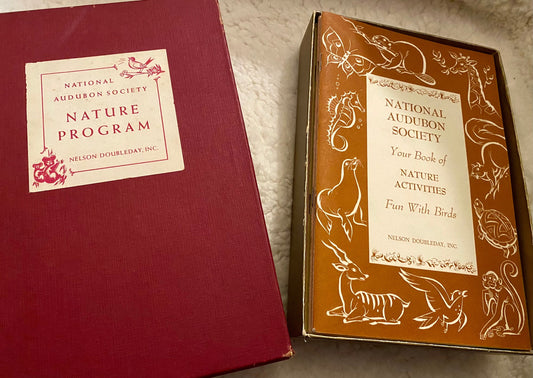 NATIONAL
AUDUBON SOCIETY
NATURE
PROGRAM
NELSON DOUBLEDAY, INC.
NATIONAL
AUDUBON
SOCIETY
Your Book of
NATURE
ACTIVITIES
Fun With Birds
NELSON DOUBLEDAY, INC.